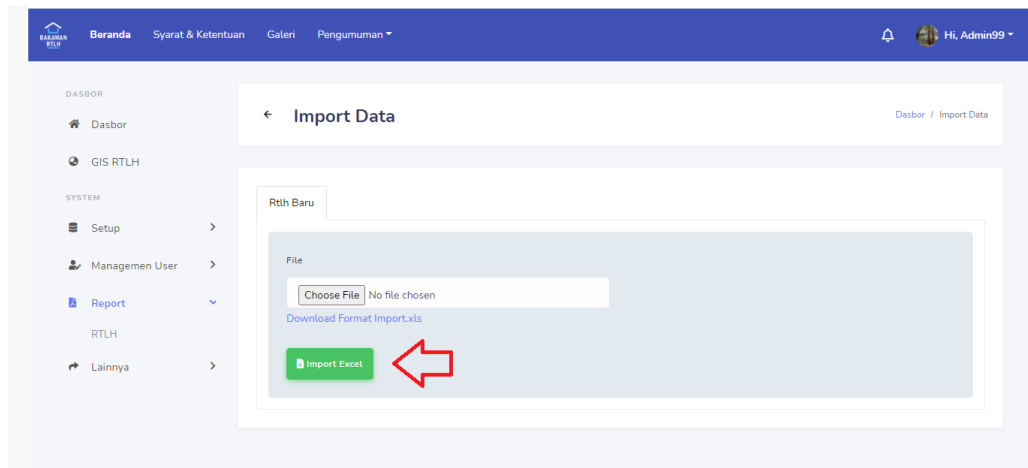 BAKAWAN
RTLH
Beranda
Syarat & Ketentuan
Galeri
Pengumuman
Hi, Admin99
DASBOR
Dasbor
GIS RTLH
SYSTEM
Setup
Managemen User
Report
RTLH
Lainnya
Import Data
Dasbor / Import Data
Rtlh Baru
File
Choose File No file chosen
Download Format Import.xls
Import Excel